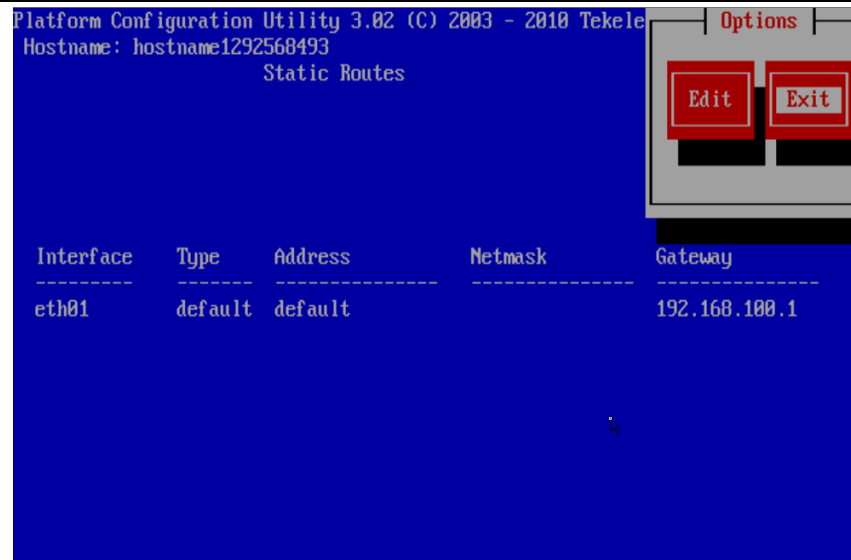 Platform Configuration Utility 3.02 (C) 2003 - 2010 Tekele
Options
Hostname: hostname1292568493
Static Routes
Edit Exit
Interface Type Address Netmask Gateway
--------- ------- --------------- --------------- ---------------
eth01 default default 192.168.100.1